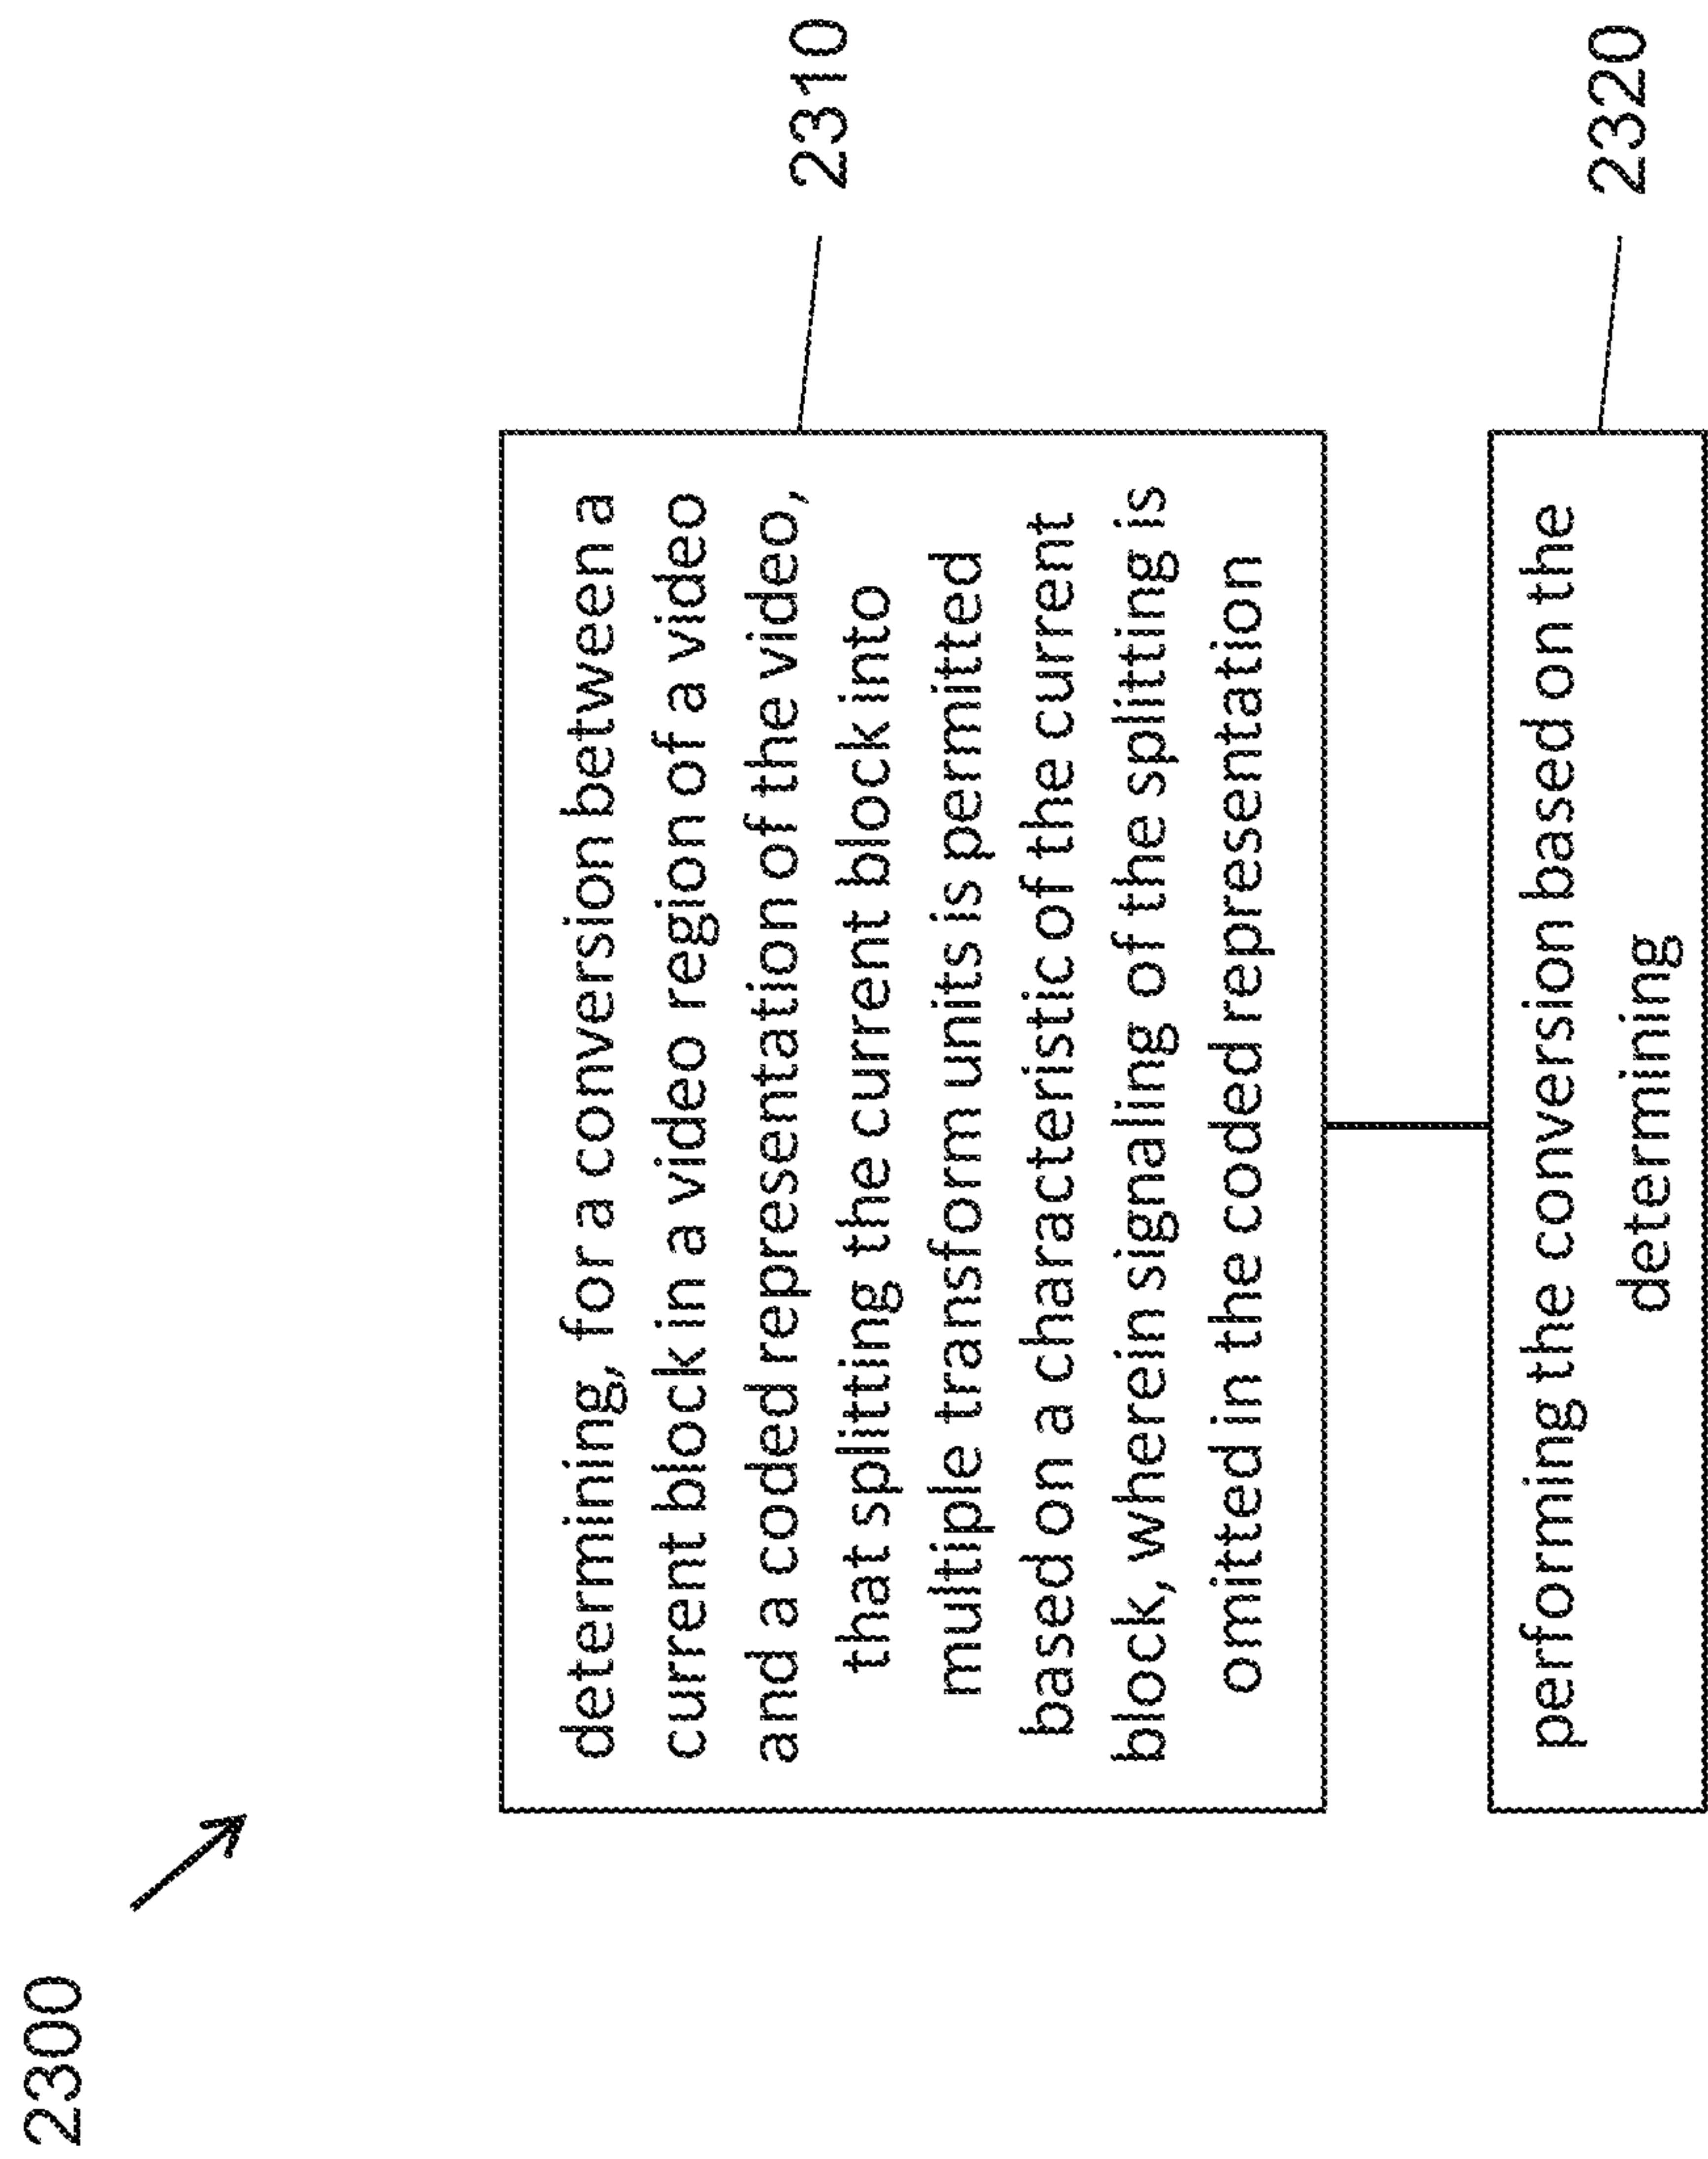 2300
determining, for a conversion between a
current block in a video region of a video
and a coded representation of the video,
that splitting the current block into
multiple transform units is permitted
based on a characteristic of the current
block, wherein signaling of the splitting is
omitted in the coded representation
2310
performing the conversion based on the
determining
2320